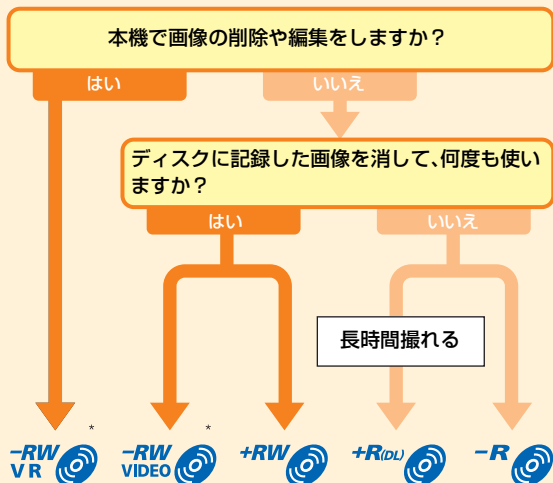 本機で画像の削除や編集をしますか？
はい
いいえ
ディスクに記録した画像を消して、何度も使い
ますか？
はい
いいえ
長時間撮れる
* *
−RW
VR
−RW
VIDEO
+RW
+R(DL)
−R